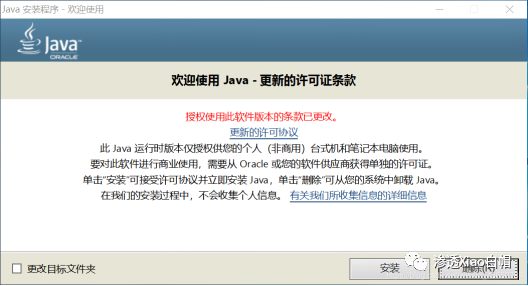 Java 安装程序 - 欢迎使用
Java
ORACLE
欢迎使用 Java - 更新的许可证条款
授权使用此软件版本的条款已更改。
更新的许可协议
此 Java 运行时版本仅授权供您的个人（非商用）台式机和笔记本电脑使用。
要对此软件进行商业使用，需要从 Oracle 或您的软件供应商获得单独的许可证。
单击“安装”可接受许可协议并立即安装 Java，单击“删除”可从您的系统中卸载 Java。
在我们的安装过程中，不会收集个人信息。 有关我们所收集信息的详细信息
更改目标文件夹
安装
渗透Xiao白帽